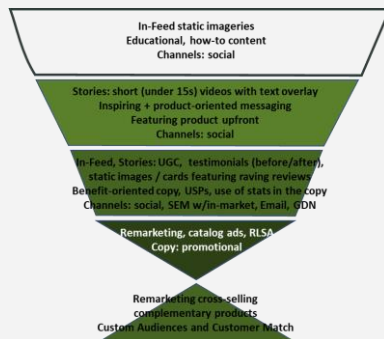 In-Feed static imageries
Educational, how-to content
Channels: social
Stories: short (under 15s) videos with text overlay
Inspiring + product-oriented messaging
Featuring product upfront
Channels: social
In-Feed, Stories: UGC, testimonials (before/after),
static images / cards featuring raving reviews
Benefit-oriented copy, USPs, use of stats in the copy
Channels: social, SEM w/in-market, Email, GDN
Remarketing, catalog ads, RLSA
Copy: promotional
Remarketing cross-selling
complementary products
Custom Audiences and Customer Match